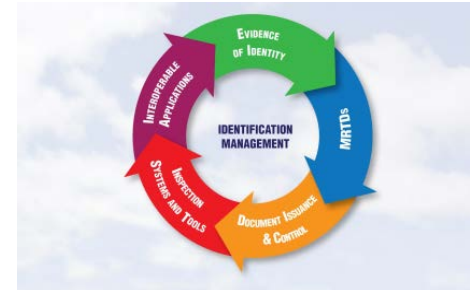 EVIDENCE
OF IDENTITY
MRTDS
DOCUMENT ISSUANCE
& CONTROL
INSPECTION
SYSTEMS AND TOOLS
INTEROPERABLE
APPLICATIONS
IDENTIFICATION
MANAGEMENT